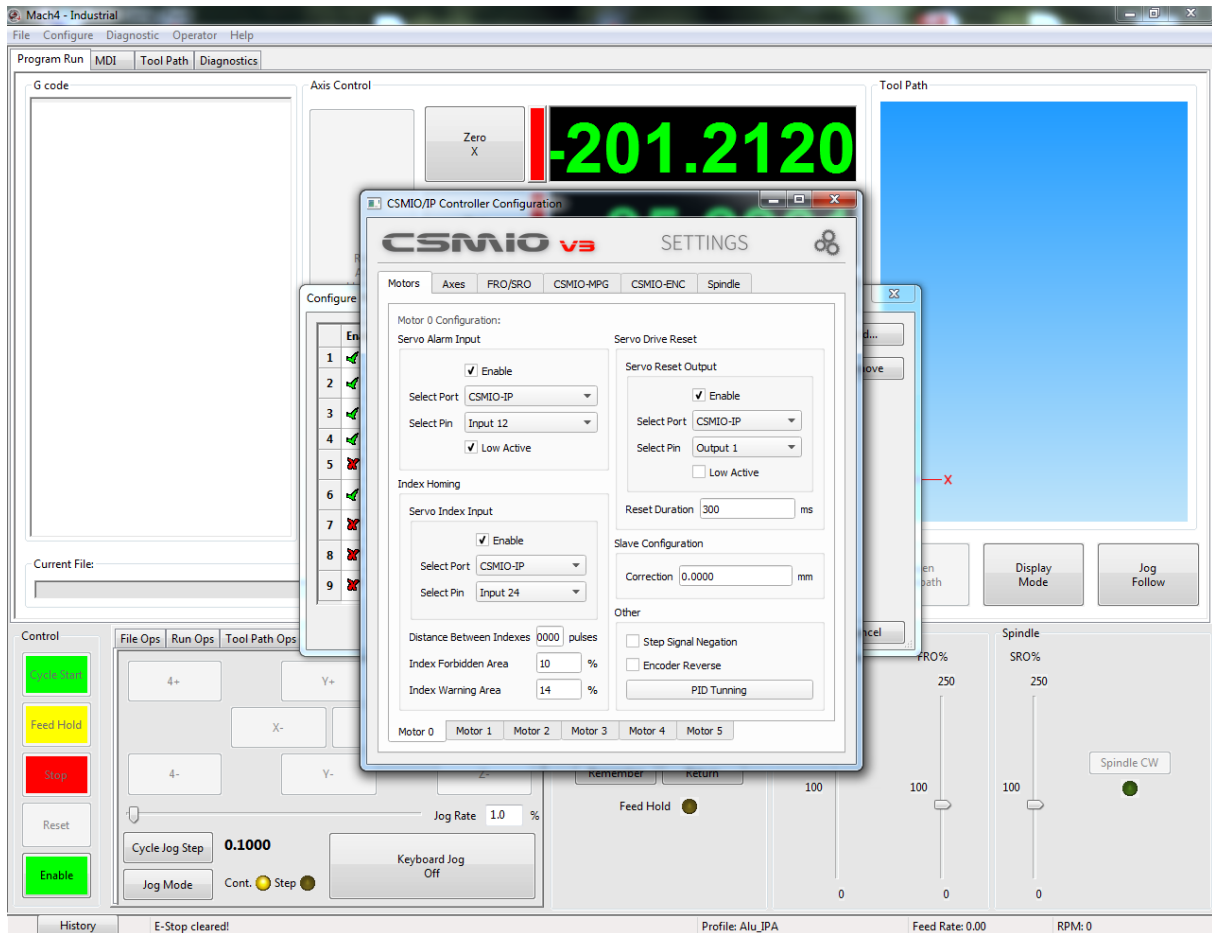 Mach4 - Industrial
File Configure Diagnostic Operator Help
Program Run MDI Tool Path Diagnostics
G code
Axis Control
Tool Path
Zero
X
-201.2120
CSMIO/IP Controller Configuration
CSMIO V3 SETTINGS
Motors Axes FRO/SRO CSMIO-MPG CSMIO-ENC Spindle
Configure
Motor 0 Configuration:
Servo Alarm Input
Enable
Select Port CSMIO-IP
Select Pin Input 12
Low Active
Index Homing
Servo Index Input
Enable
Select Port CSMIO-IP
Select Pin Input 24
Distance Between Indexes 0000 pulses
Index Forbidden Area 10 %
Index Warning Area 14 %
Servo Drive Reset
Servo Reset Output
Enable
Select Port CSMIO-IP
Select Pin Output 1
Low Active
Reset Duration 300 ms
Slave Configuration
Correction 0.0000 mm
Other
Step Signal Negation
Encoder Reverse
PID Tunning
Motor 0 Motor 1 Motor 2 Motor 3 Motor 4 Motor 5
1
2
3
4
5
6
7
8
9
X
Current File:
Display
Mode
Jog
Follow
Control
Cycle Start
Feed Hold
Stop
Reset
Enable
File Ops Run Ops Tool Path Ops
4+ Y+
X-
4- Y- Z-
Jog Rate 1.0 %
Cycle Jog Step 0.1000
Jog Mode Cont. Step
Keyboard Jog
Off
Remember Return
Feed Hold
100
0
FRO%
250
100
0
Spindle
SRO%
250
100
0
Spindle CW
History E-Stop cleared! Profile: Alu_IPA Feed Rate: 0.00 RPM: 0